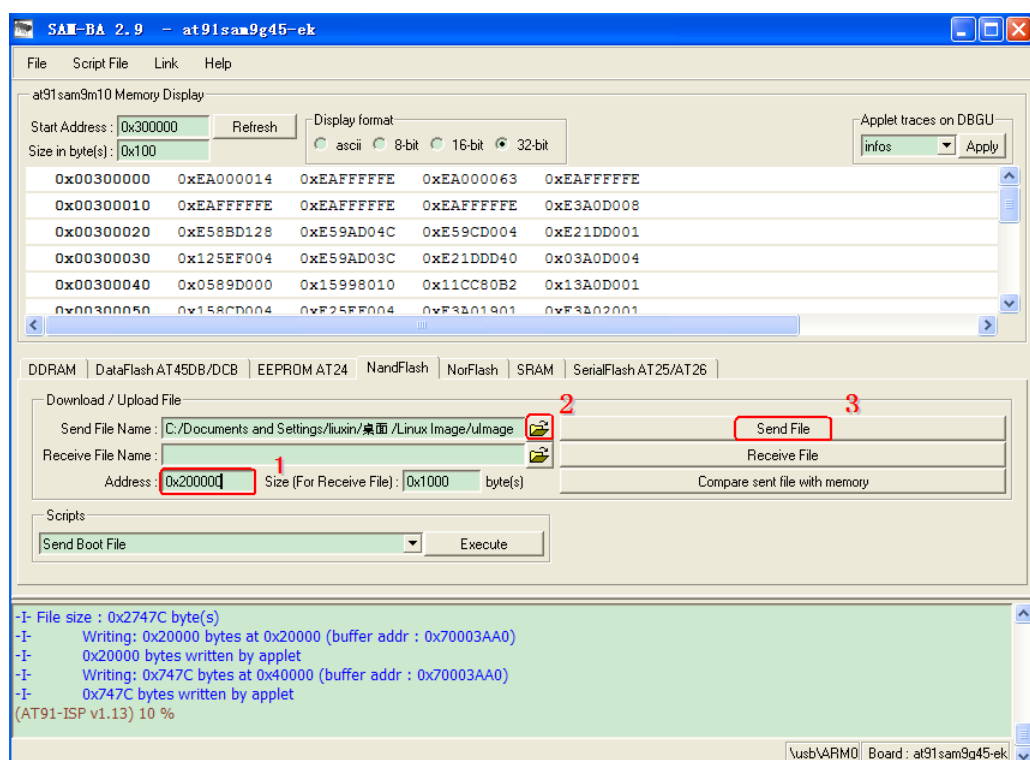 SAM-BA 2.9 - at91sam9g45-ek
File Script File Link Help
at91sam9m10 Memory Display
Start Address : 0x300000 Refresh
Size in byte(s) : 0x100
Display format
ascii 8-bit 16-bit 32-bit
Applet traces on DBGU
infos Apply
0x00300000 0xEA000014 0xEAFFFFFE 0xEA000063 0xEAFFFFFE
0x00300010 0xEAFFFFFE 0xEAFFFFFE 0xEAFFFFFE 0xE3A0D008
0x00300020 0xE58BD128 0xE59AD04C 0xE59CD004 0xE21DD001
0x00300030 0x125EF004 0xE59AD03C 0xE21DDD40 0x03A0D004
0x00300040 0x0589D000 0x15998010 0x11CC80B2 0x13A0D001
0x00300050 0x158CD004 0xE25EF004 0xE3A01901 0xE3A02001
DDRAM DataFlash AT45DB/DCB EEPROM AT24 NandFlash NorFlash SRAM SerialFlash AT25/AT26
Download / Upload File
2
3
Send File Name : C:/Documents and Settings/liuxin/桌面 /Linux Image/uImage Send File
Receive File Name : Receive File
1
Address : 0x200000 Size (For Receive File) : 0x1000 byte(s) Compare sent file with memory
Scripts
Send Boot File Execute
-I- File size : 0x2747C byte(s)
-I- Writing: 0x20000 bytes at 0x20000 (buffer addr : 0x70003AA0)
-I- 0x20000 bytes written by applet
-I- Writing: 0x747C bytes at 0x40000 (buffer addr : 0x70003AA0)
-I- 0x747C bytes written by applet
(AT91-ISP v1.13) 10 %
\usb\ARM0 Board : at91sam9g45-ek